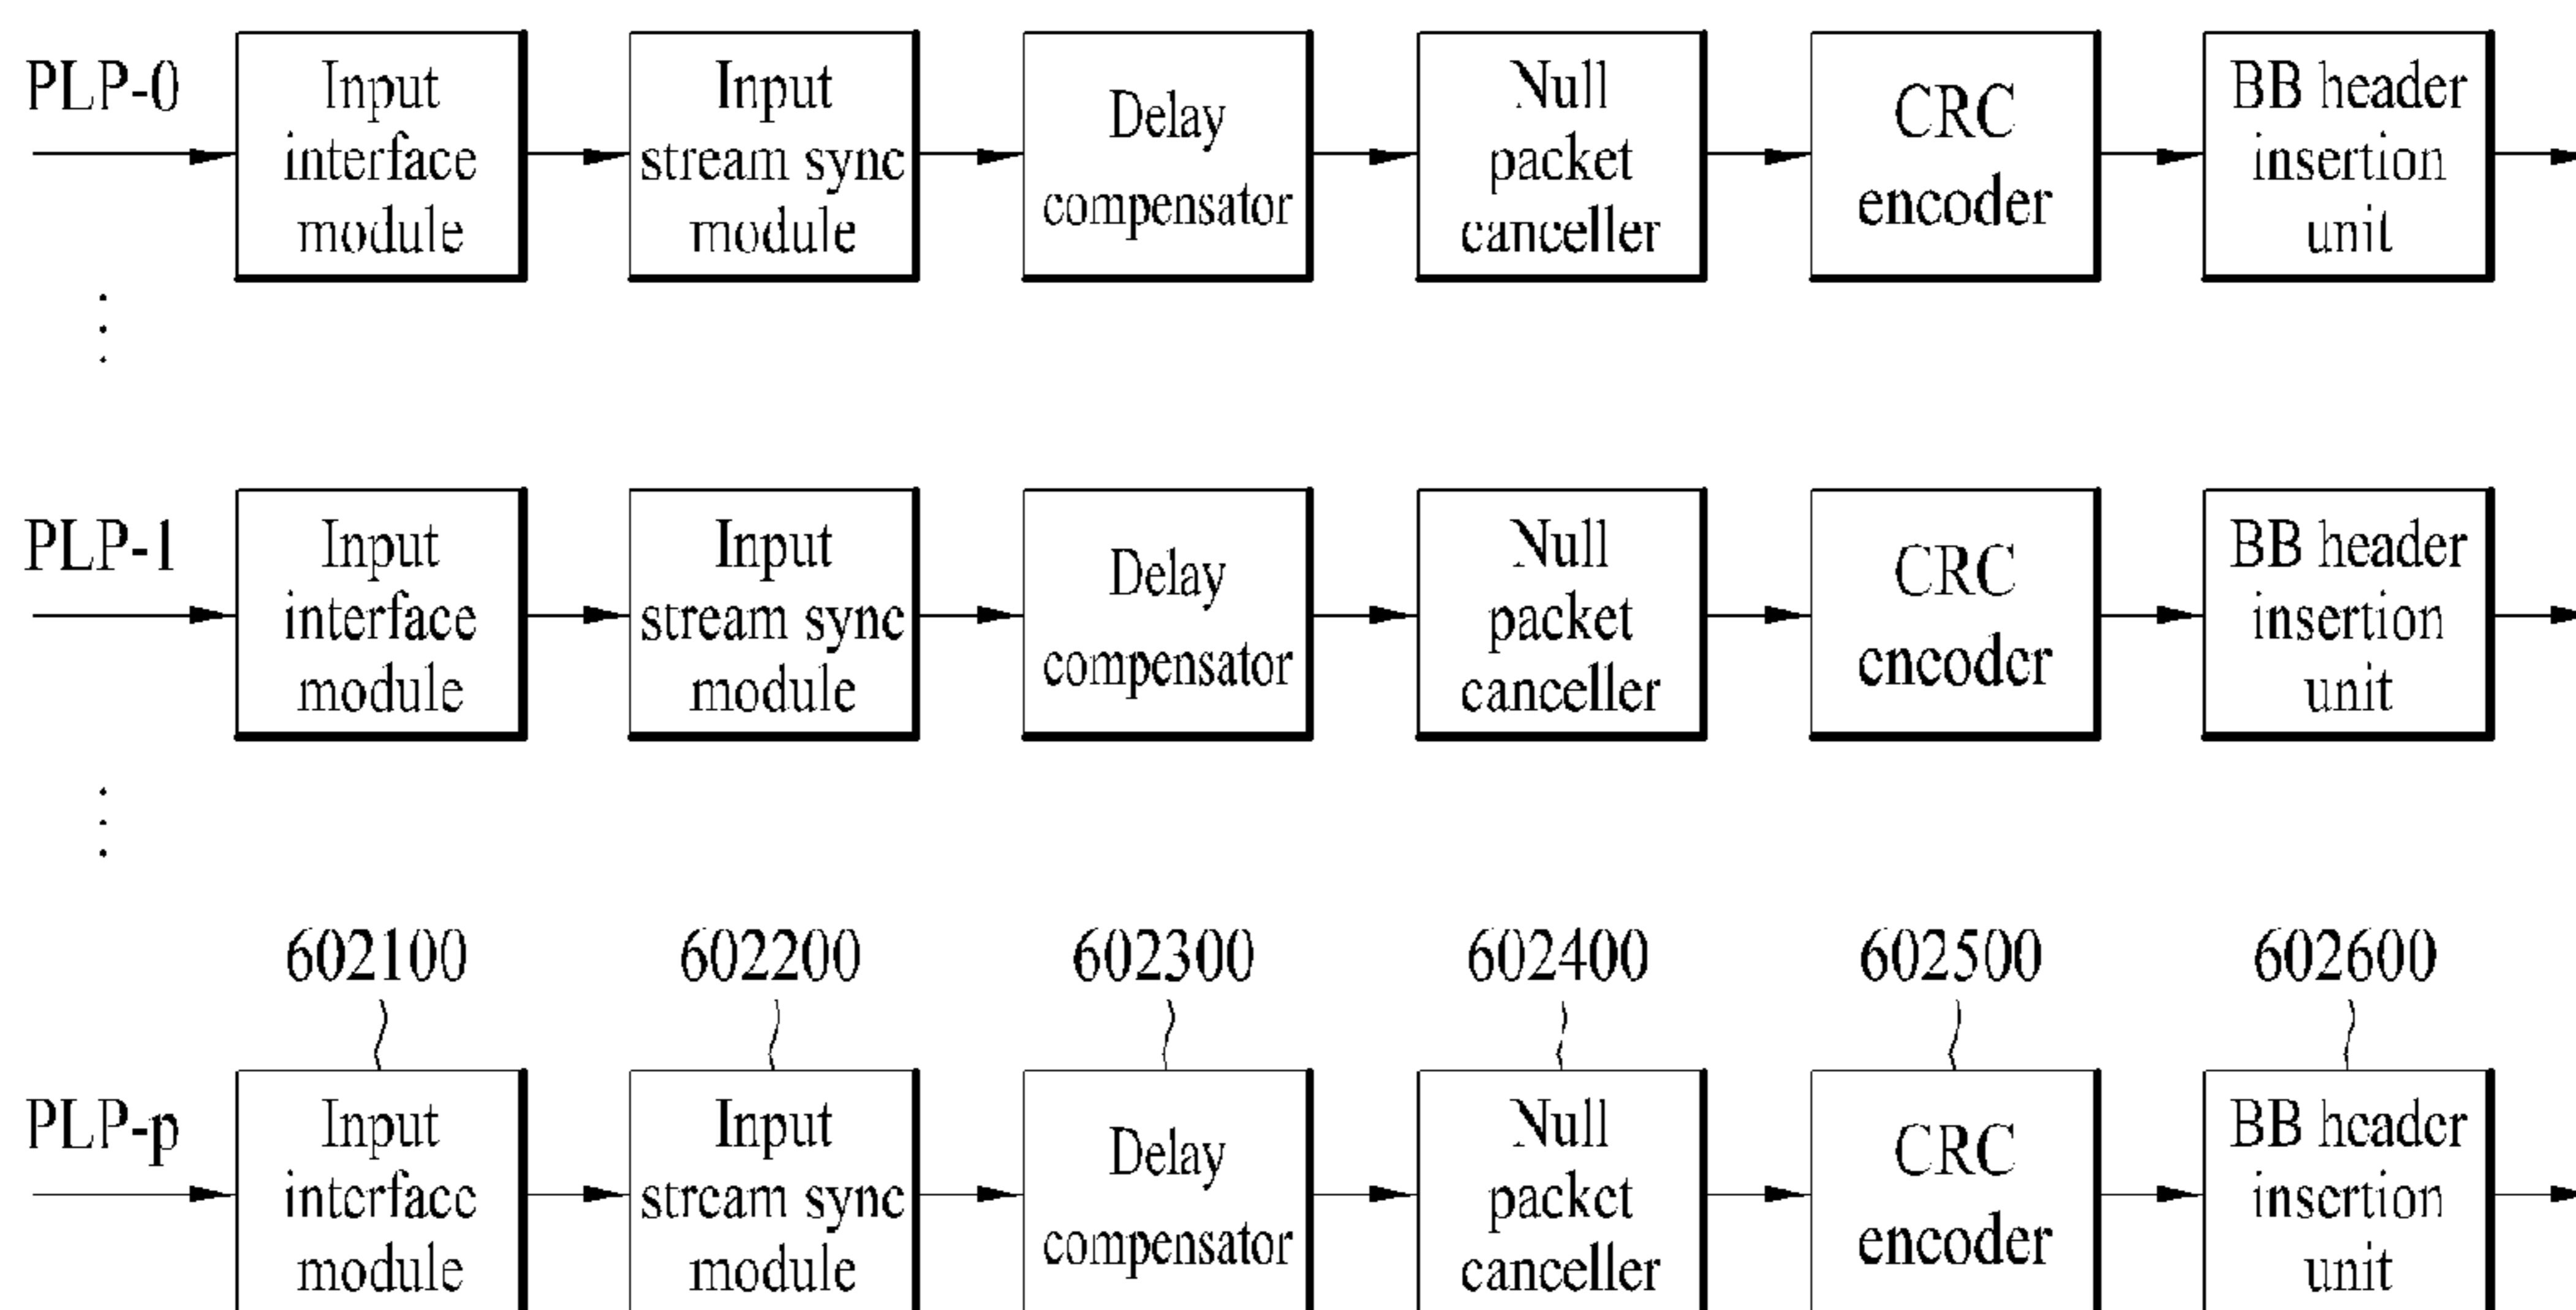 PLP-0
Input
interface
module
Input
stream sync
module
Delay
compensator
Null
packet
canceller
CRC
encoder
BB header
insertion
unit
PLP-1
Input
interface
module
Input
stream sync
module
Delay
compensator
Null
packet
canceller
CRC
encoder
BB header
insertion
unit
602100
602200
602300
602400
602500
602600
PLP-p
Input
interface
module
Input
stream sync
module
Delay
compensator
Null
packet
canceller
CRC
encoder
BB header
insertion
unit